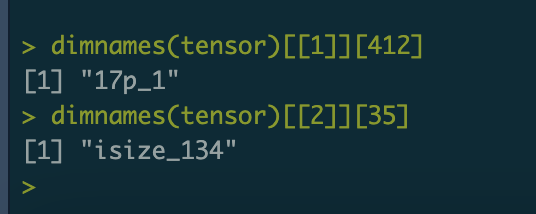 > dimnames(tensor)[[1]][412]
[1] "17p_1"
> dimnames(tensor)[[2]][35]
[1] "isize_134"
>